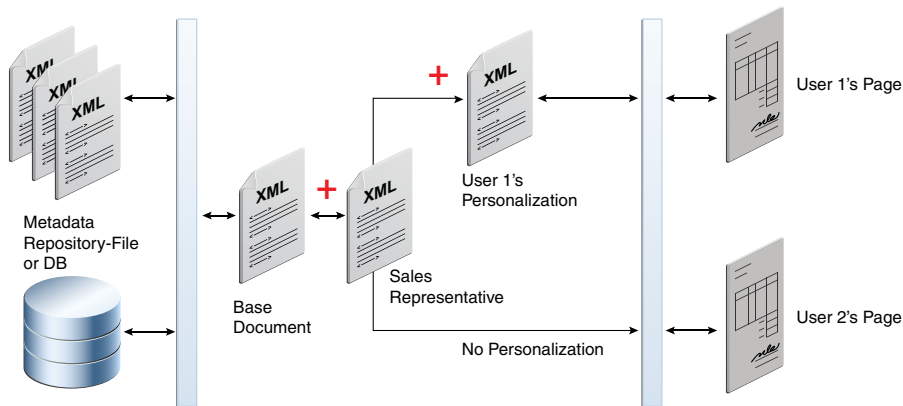 XML
XML
XML
Metadata
Repository-File
or DB
XML
Base
Document
+
XML
Sales
Representative
+
XML
User 1's
Personalization
No Personalization
User 1's Page
User 2's Page